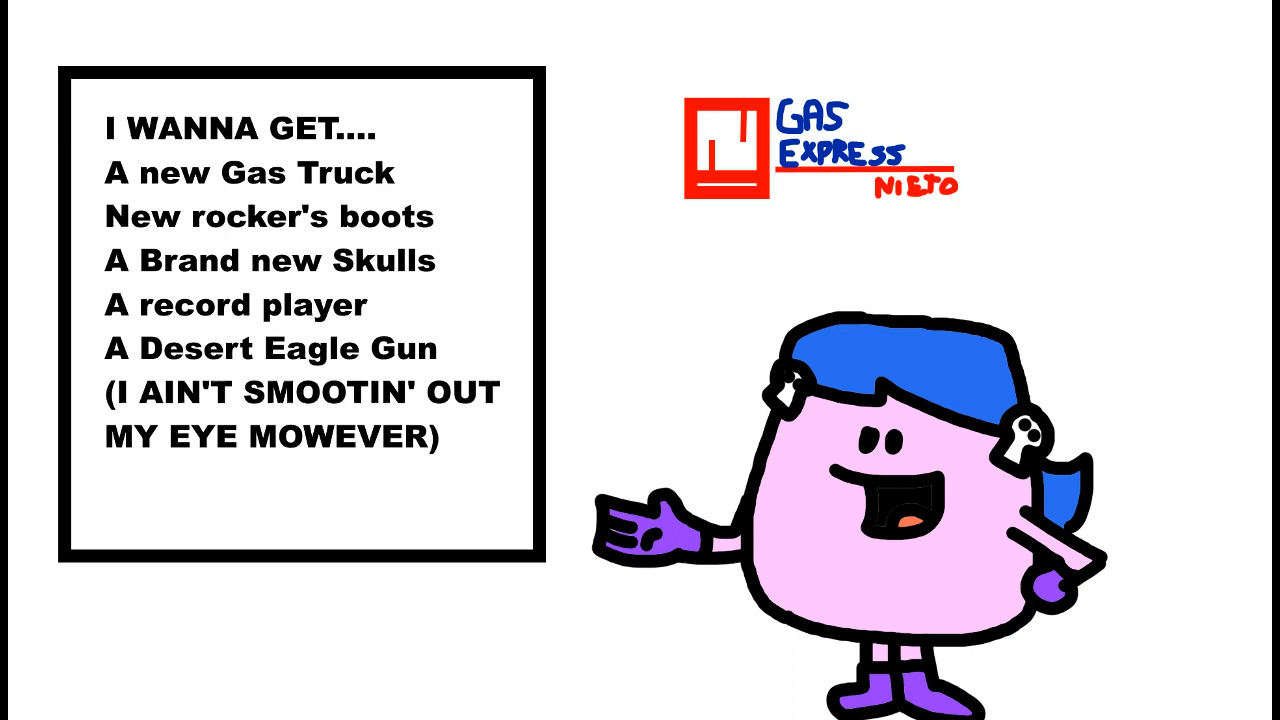 I WANNA GET....
A new Gas Truck
New rocker's boots
A Brand new Skulls
A record player
A Desert Eagle Gun
(I AIN'T SMOOTIN' OUT
MY EYE MOWEVER)
GAS
EXPRESS
NIETO